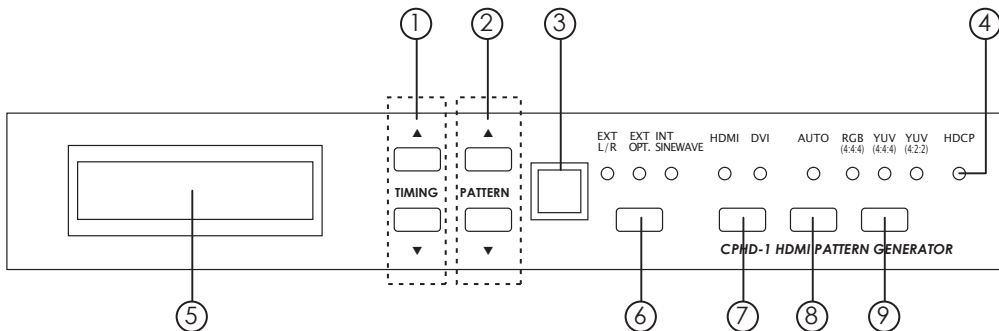 ① ② ③ ④
EXT L/R EXT OPT. INT SINEWAVE HDMI DVI AUTO RGB (4:4:4) YUV (4:4:4) YUV (4:2:2) HDCP
TIMING PATTERN
CPHD-1 HDMI PATTERN GENERATOR
⑤ ⑥ ⑦ ⑧ ⑨